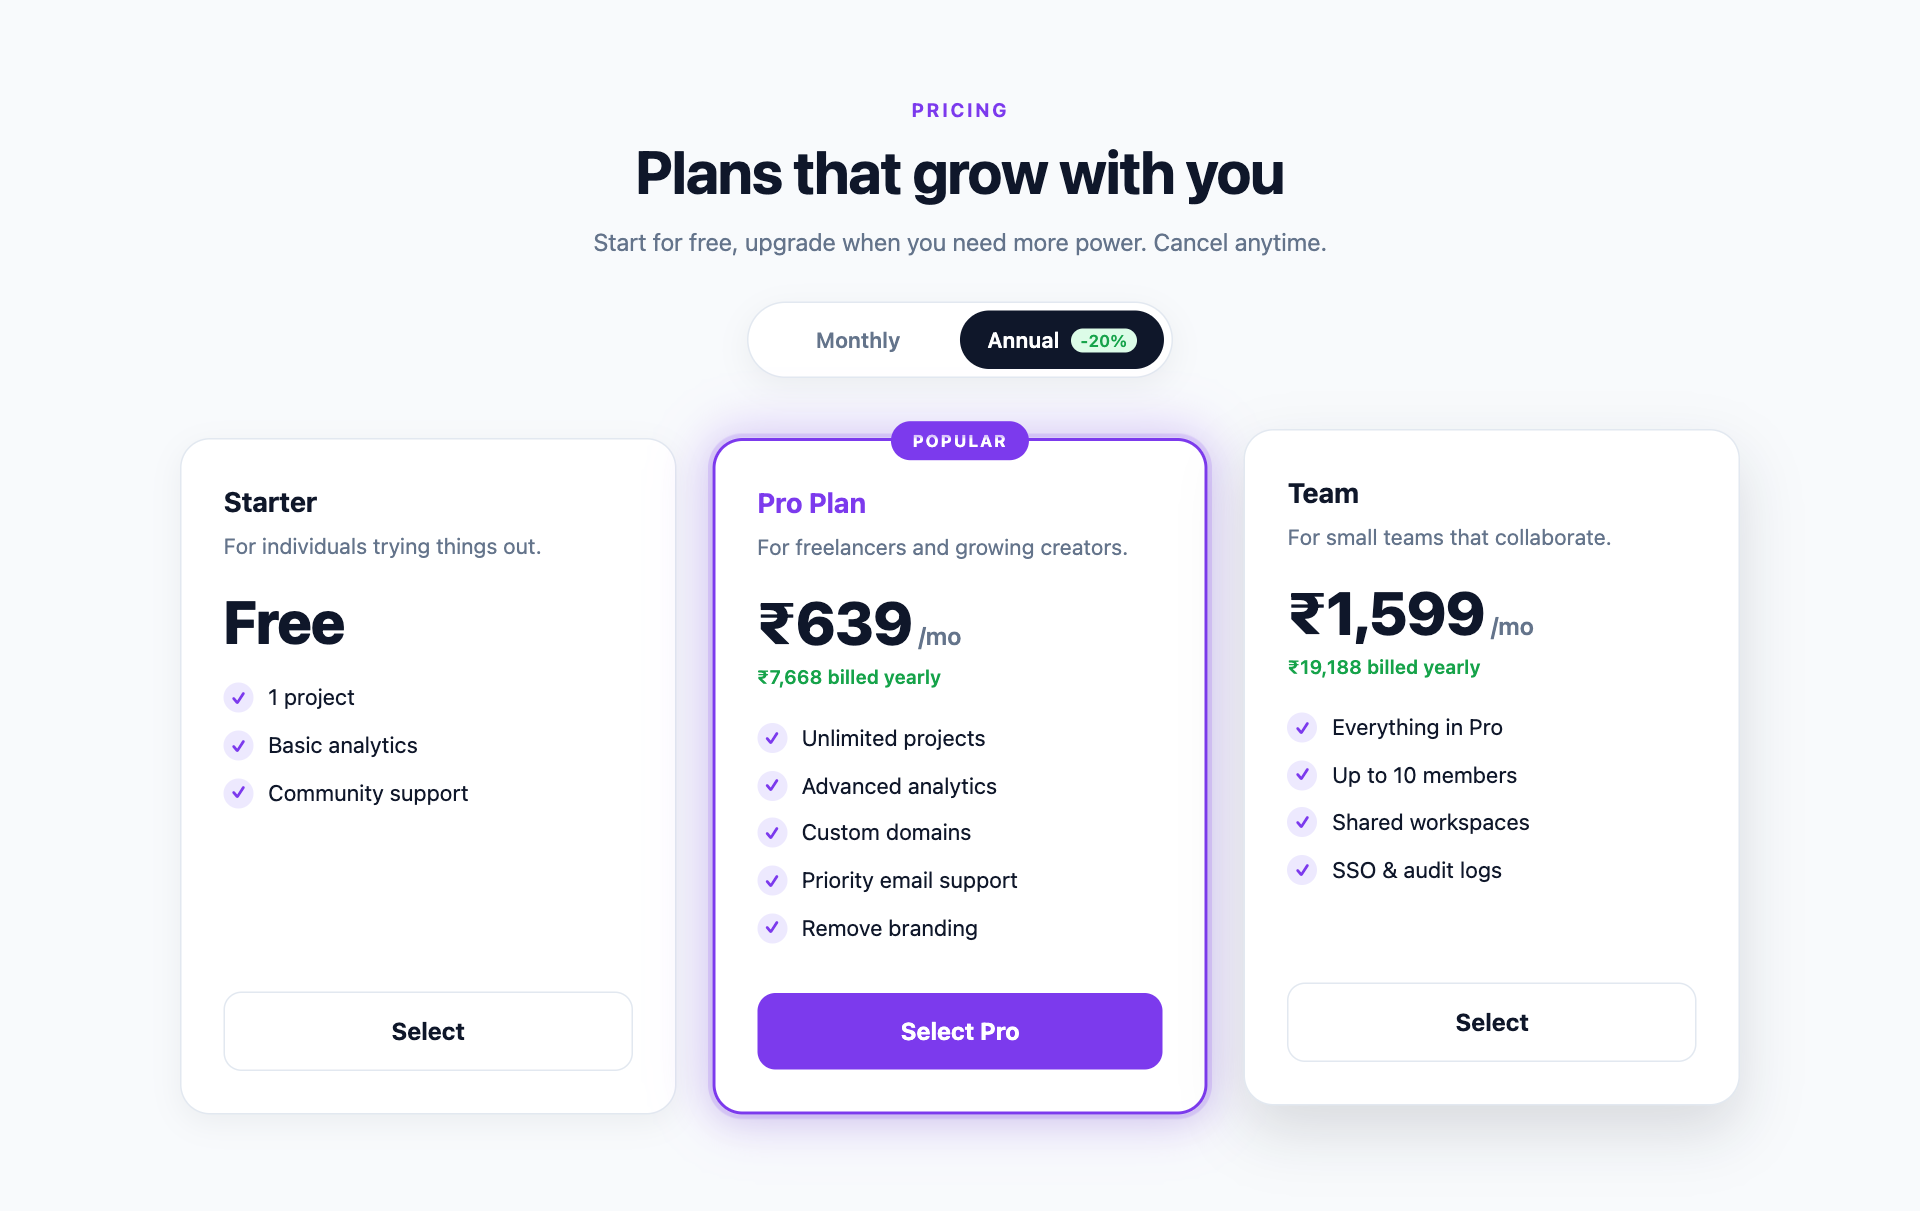 PRICING
Plans that grow with you
Start for free, upgrade when you need more power. Cancel anytime.
Monthly
Annual -20%
Starter
For individuals trying things out.
Free
1 project
Basic analytics
Community support
Select
POPULAR
Pro Plan
For freelancers and growing creators.
₹639 /mo
₹7,668 billed yearly
Unlimited projects
Advanced analytics
Custom domains
Priority email support
Remove branding
Select Pro
Team
For small teams that collaborate.
₹1,599 /mo
₹19,188 billed yearly
Everything in Pro
Up to 10 members
Shared workspaces
SSO & audit logs
Select